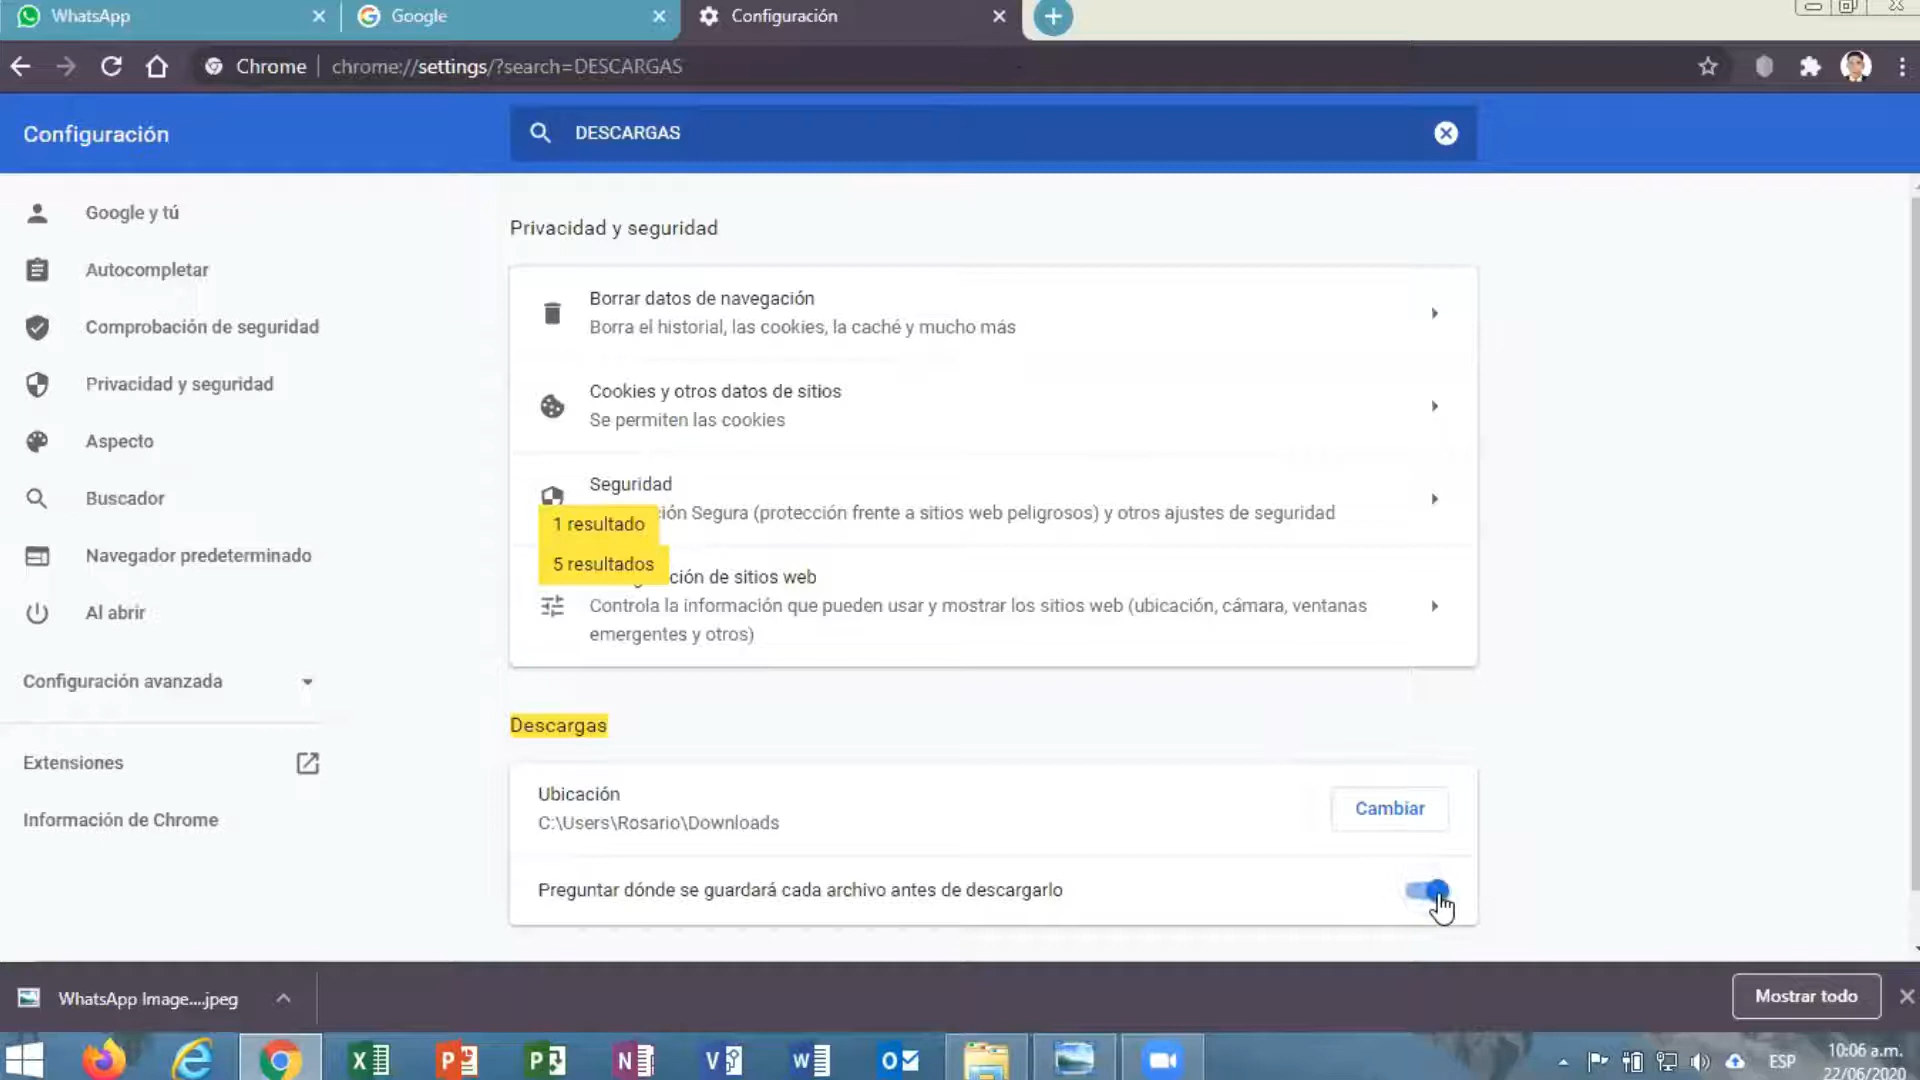 WhatsApp
Google
Configuración
Chrome
chrome://settings/?search=DESCARGAS
Configuración
DESCARGAS
Google y tú
Autocompletar
Comprobación de seguridad
Privacidad y seguridad
Aspecto
Buscador
Navegador predeterminado
Al abrir
Configuración avanzada
Extensiones
Información de Chrome
Privacidad y seguridad
Borrar datos de navegación
Borra el historial, las cookies, la caché y mucho más
Cookies y otros datos de sitios
Se permiten las cookies
Seguridad
ción Segura (protección frente a sitios web peligrosos) y otros ajustes de seguridad
1 resultado
5 resultados
ción de sitios web
Controla la información que pueden usar y mostrar los sitios web (ubicación, cámara, ventanas
emergentes y otros)
Descargas
Ubicación
C:\Users\Rosario\Downloads
Cambiar
Preguntar dónde se guardará cada archivo antes de descargarlo
WhatsApp Image....jpeg
Mostrar todo
ESP
10:06 a.m.
22/06/2020